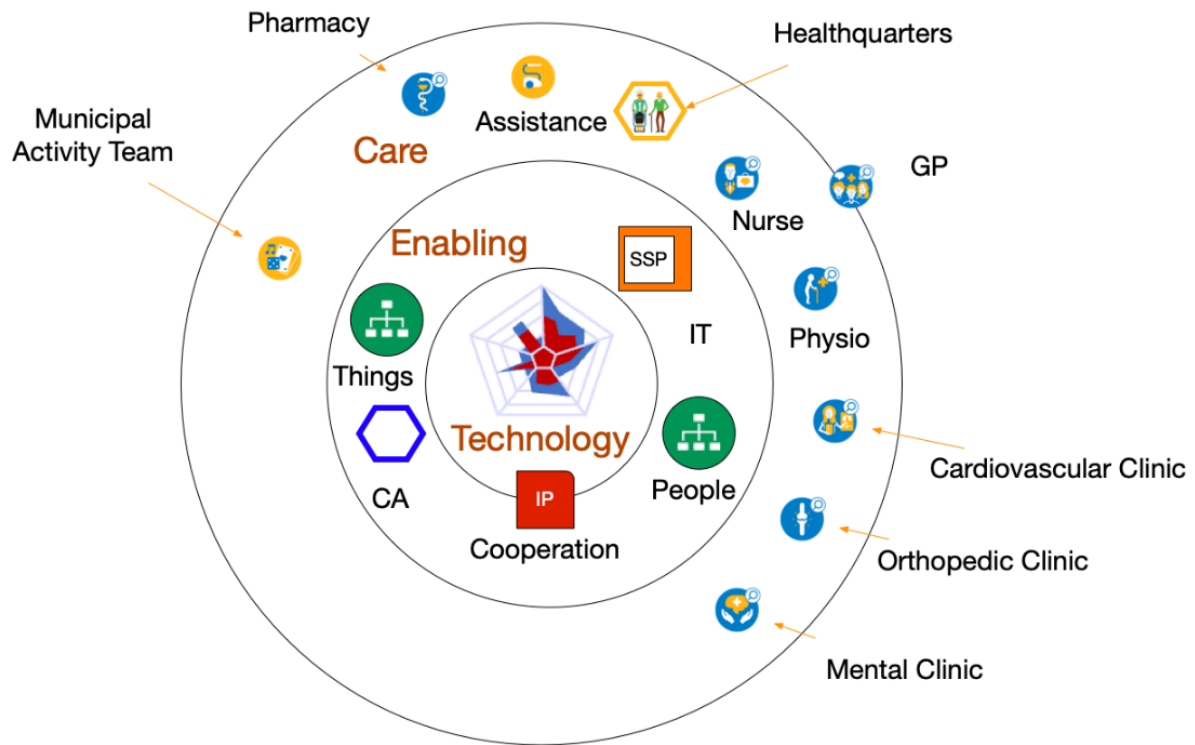 Pharmacy
Healthquarters
Municipal
Activity Team
Assistance
Care
GP
Nurse
Enabling
SSP
IT
Physio
Things
Technology
Cardiovascular Clinic
CA
People
IP
Cooperation
Orthopedic Clinic
Mental Clinic